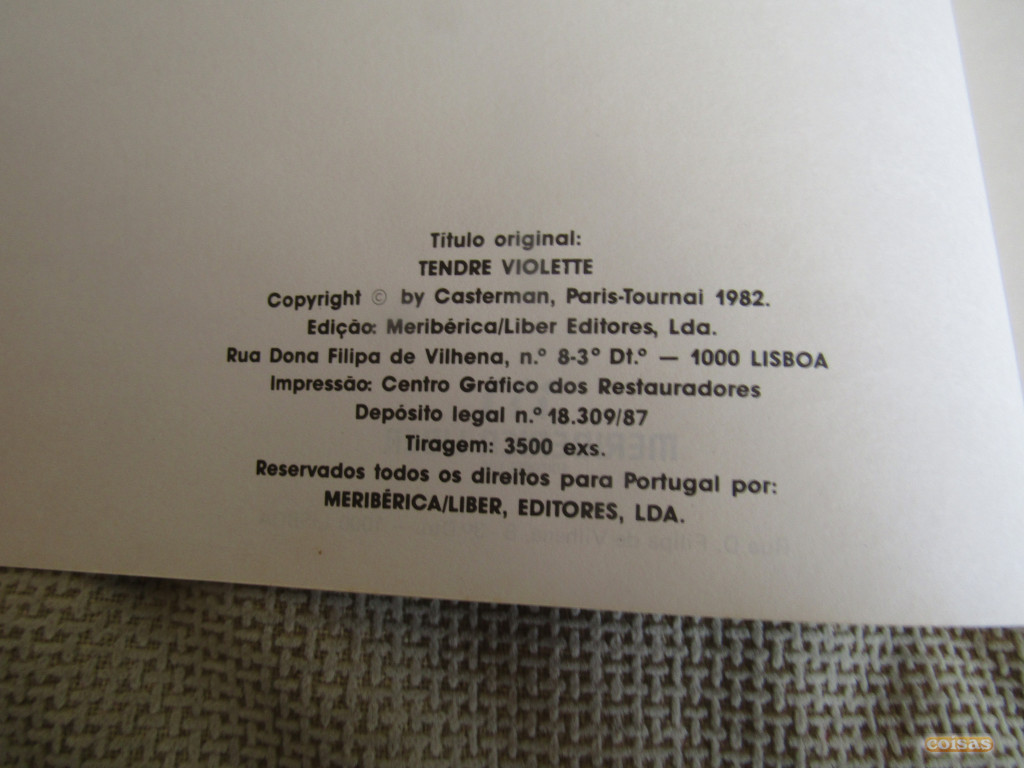 Título original:
TENDRE VIOLETTE
Copyright © by Casterman, Paris-Tournai 1982.
Edição: Meribérica/Liber Editores, Lda.
Rua Dona Filipa de Vilhena, n.º 8-3º Dt.º — 1000 LISBOA
Impressão: Centro Gráfico dos Restauradores
Depósito legal n.º 18.309/87
Tiragem: 3500 exs.
Reservados todos os direitos para Portugal por:
MERIBÉRICA/LIBER, EDITORES, LDA.
coisas